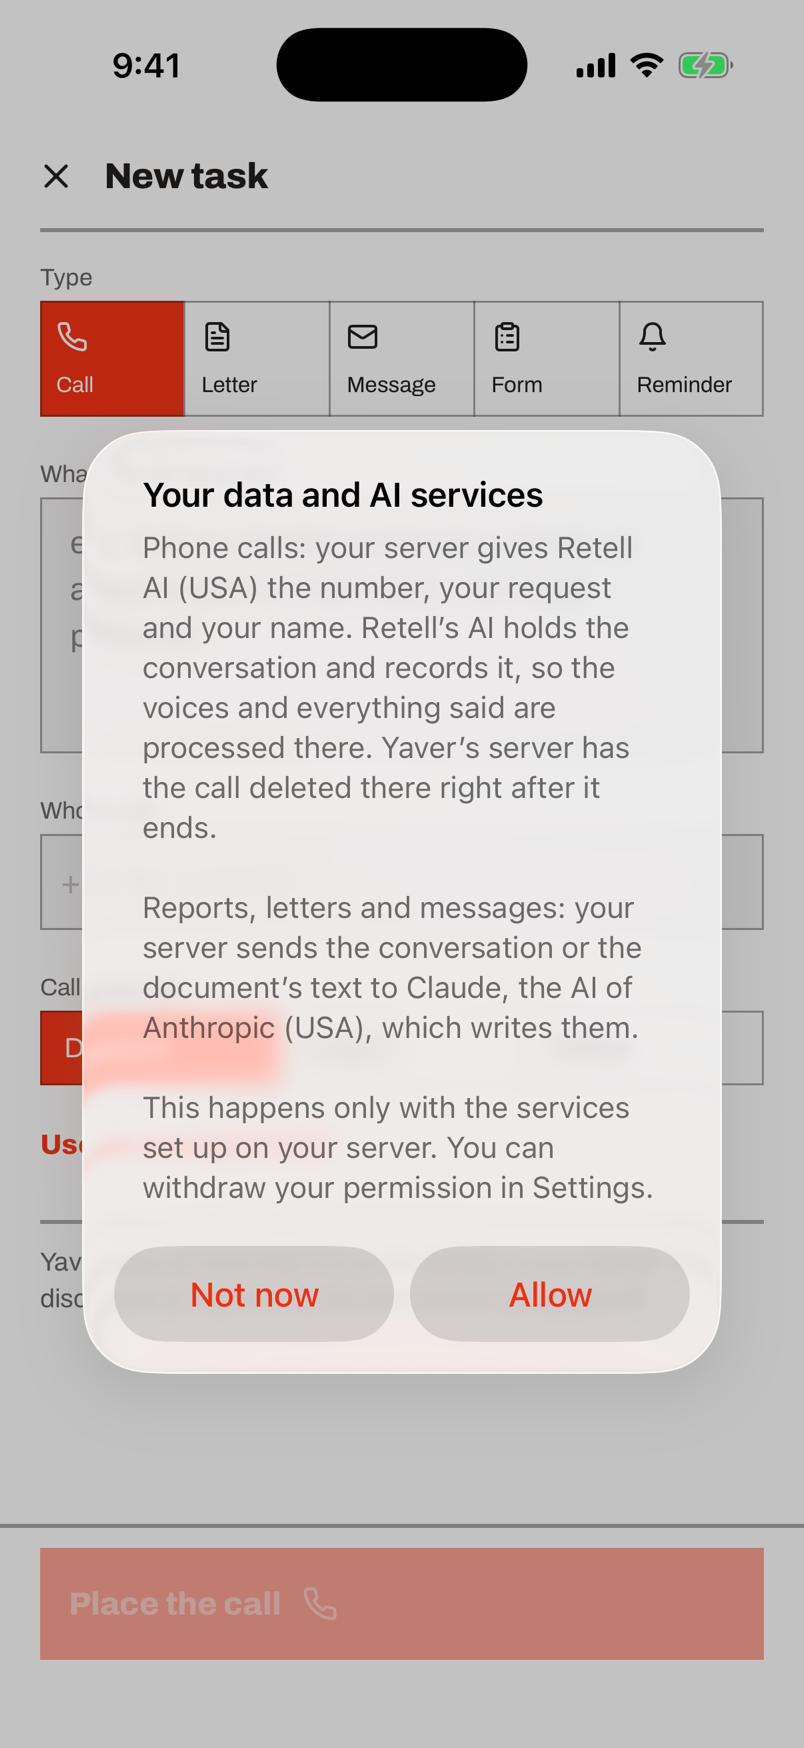 9:41
New task
Type
Call
Letter
Message
Form
Reminder
Your data and AI services
Phone calls: your server gives Retell
AI (USA) the number, your request
and your name. Retell’s AI holds the
conversation and records it, so the
voices and everything said are
processed there. Yaver’s server has
the call deleted there right after it
ends.
Reports, letters and messages: your
server sends the conversation or the
document’s text to Claude, the AI of
Anthropic (USA), which writes them.
This happens only with the services
set up on your server. You can
withdraw your permission in Settings.
Not now
Allow
Call
+
Place the call